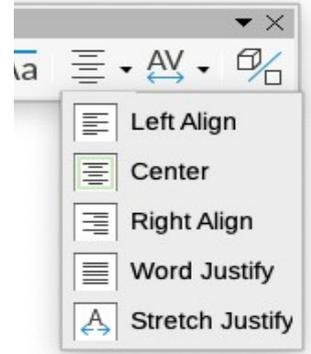 Aa
AV
Left Align
Center
Right Align
Word Justify
A
Stretch Justify